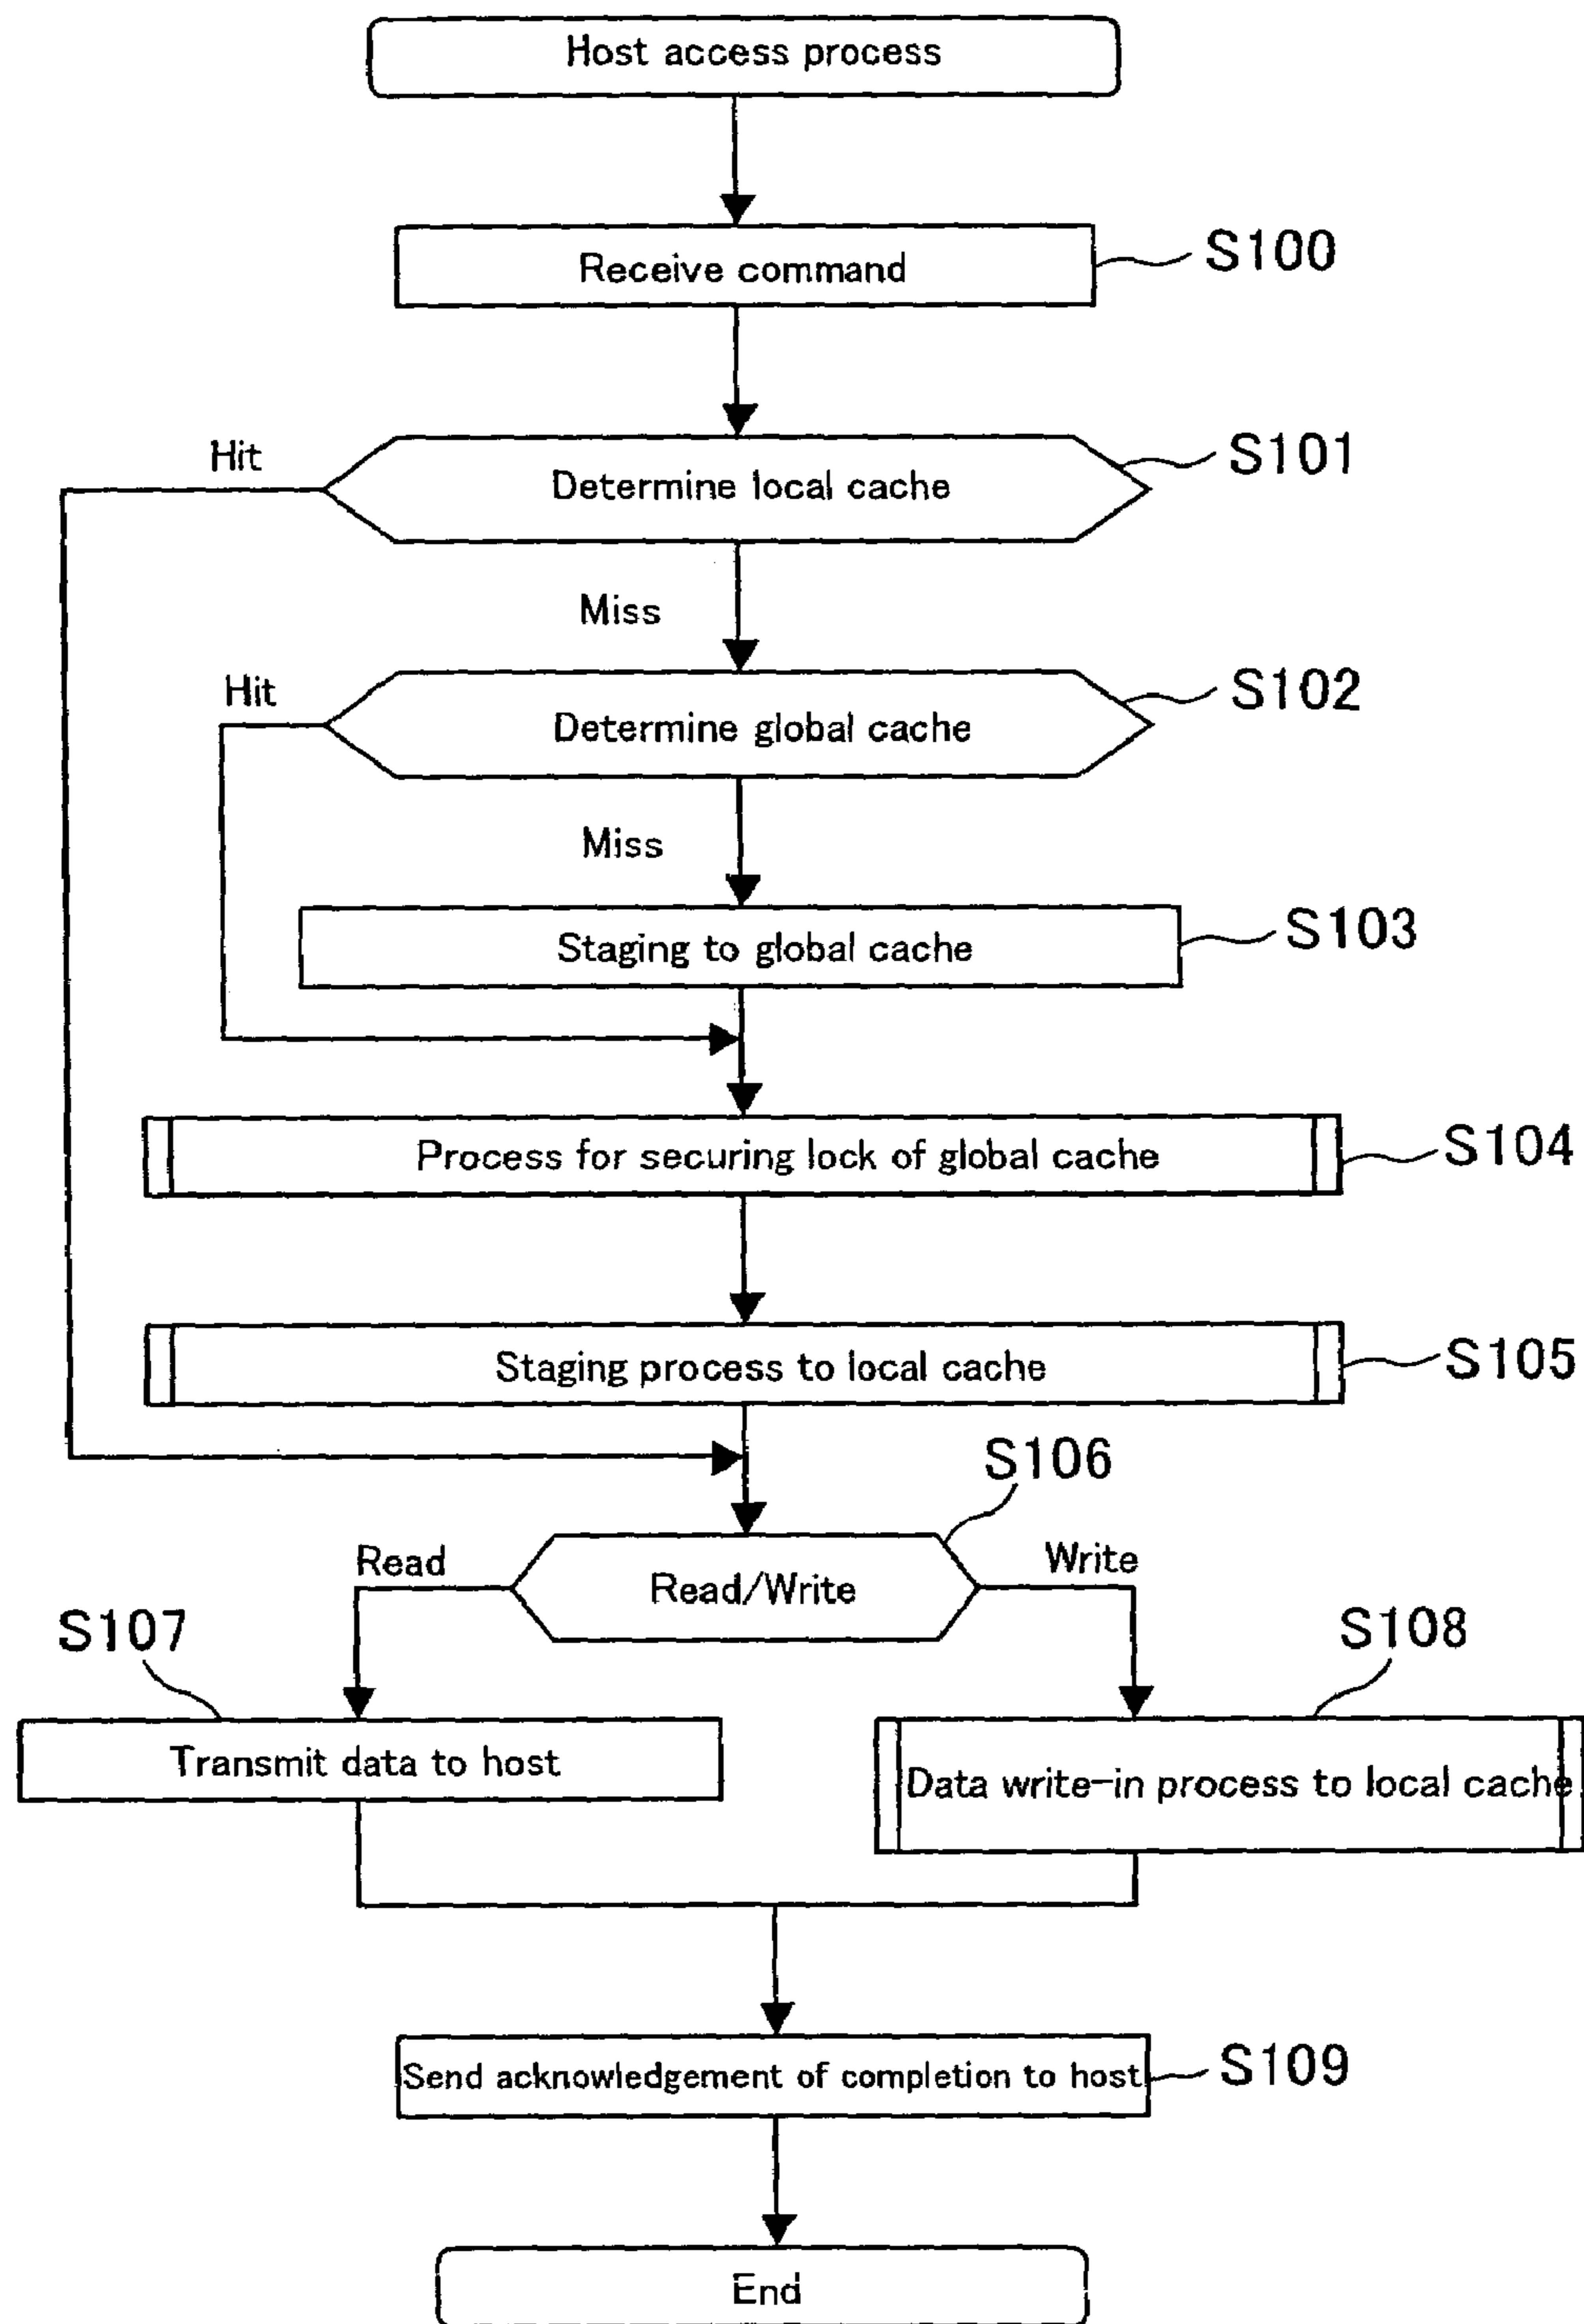 Host access process
Receive command
S100
Hit
Determine local cache
S101
Miss
Hit
Determine global cache
S102
Miss
Staging to global cache
S103
Process for securing lock of global cache
S104
Staging process to local cache
S105
S106
Read
Read/Write
Write
S107
S108
Transmit data to host
Data write-in process to local cache
Send acknowledgement of completion to host
S109
End